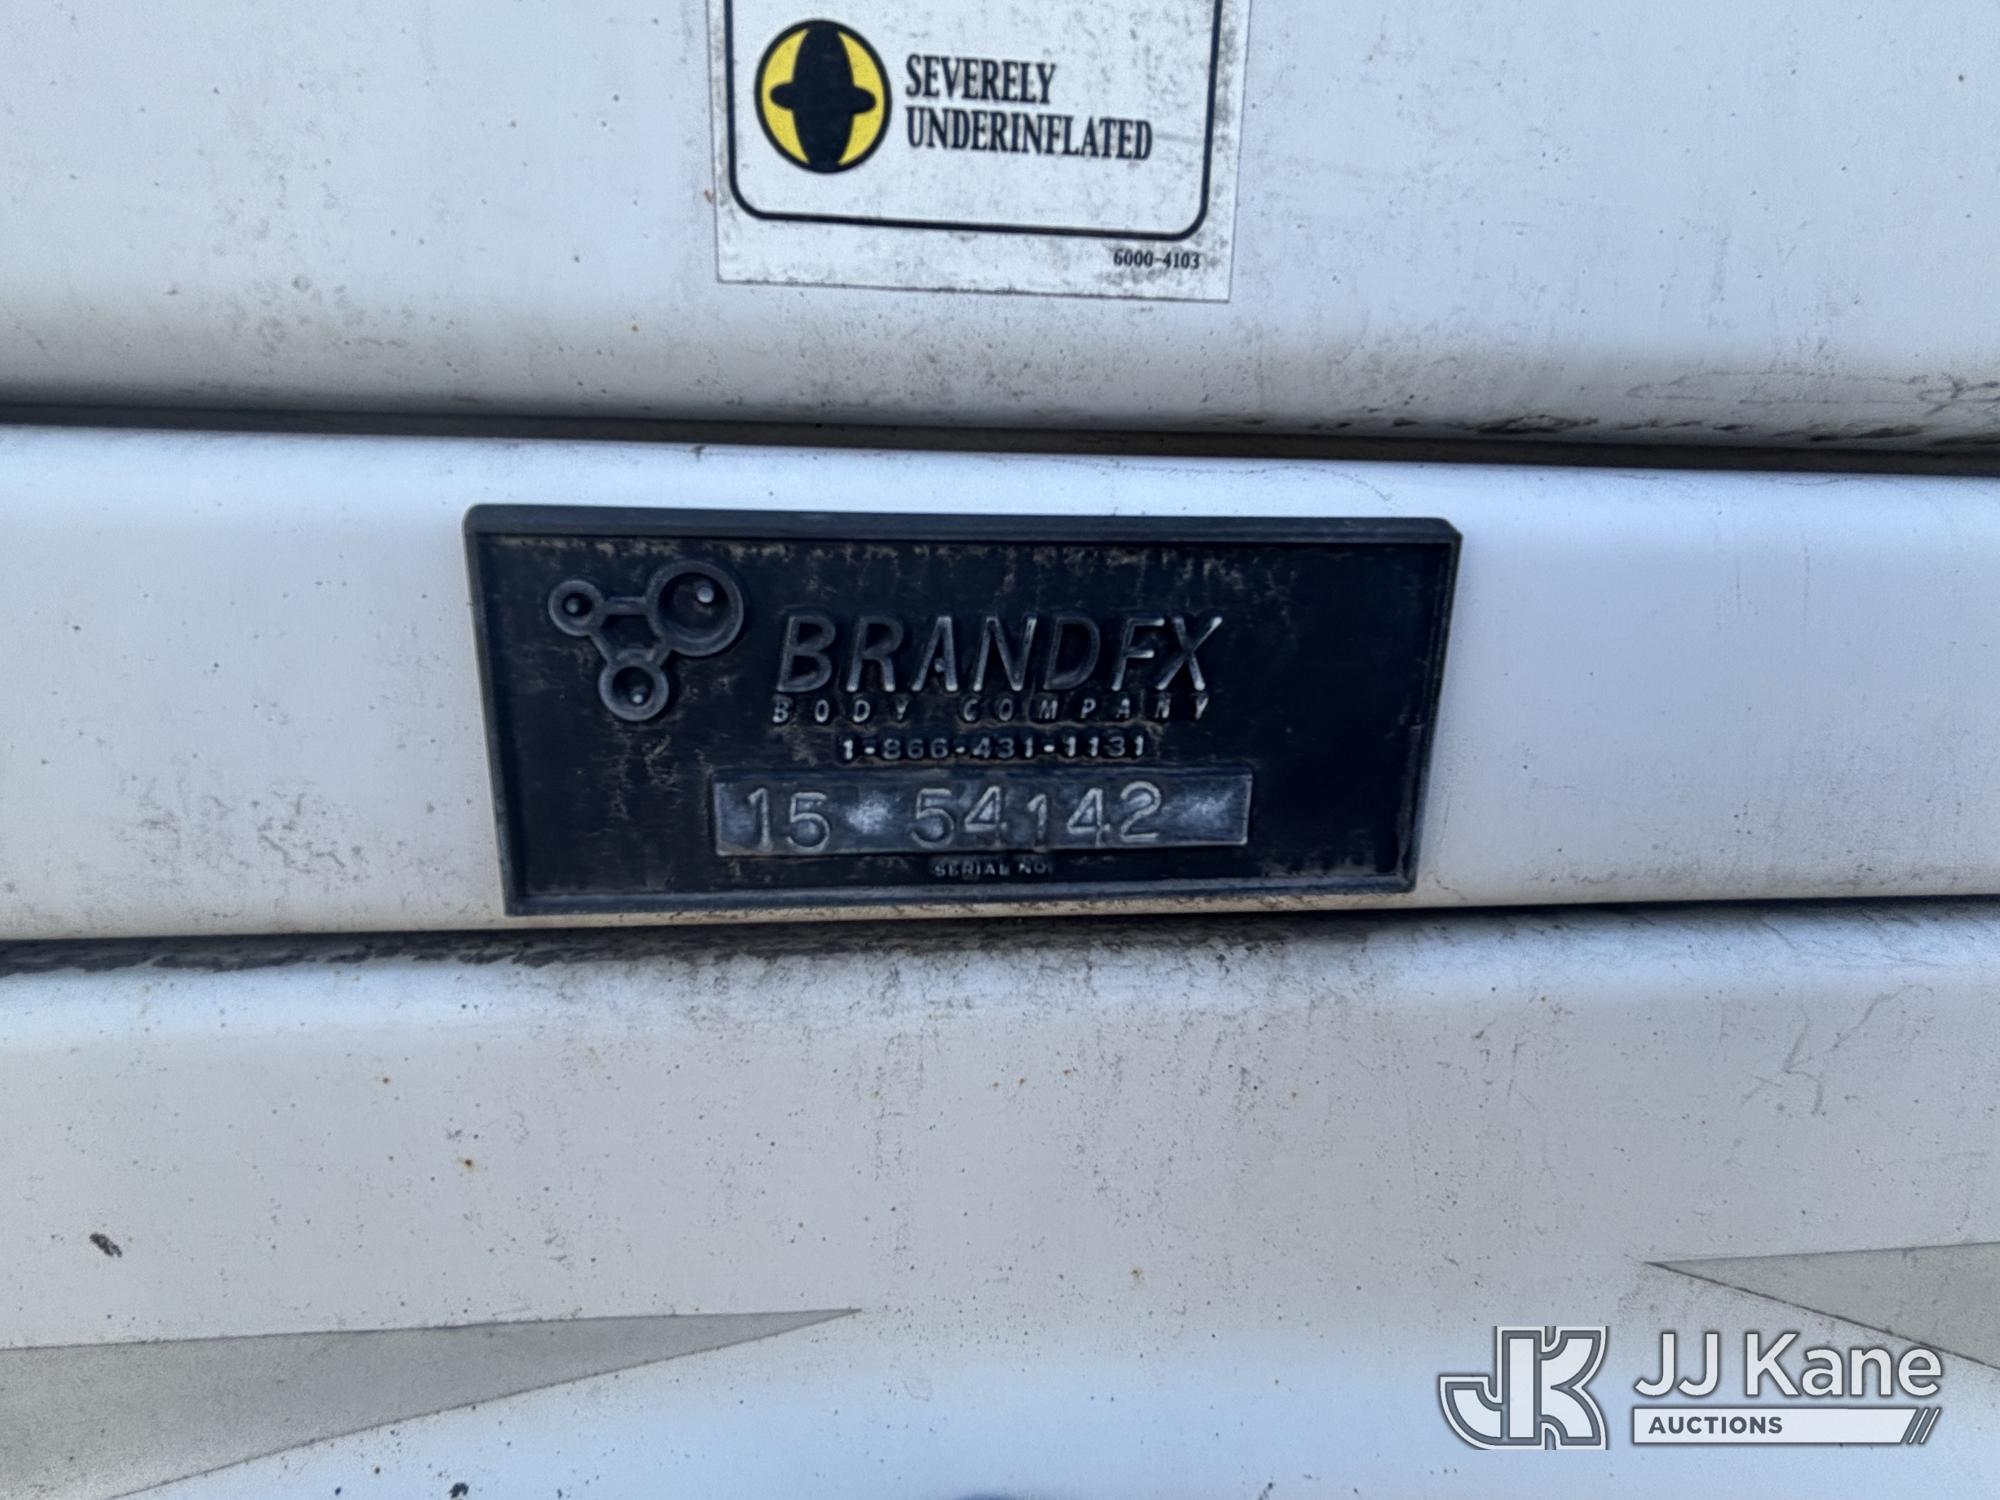 SEVERELY
UNDERINFLATED
6000-4103
BRANDFX
BODY COMPANY
1-866-431-1131
15 54142
SERIAL NO.
JJ Kane
AUCTIONS